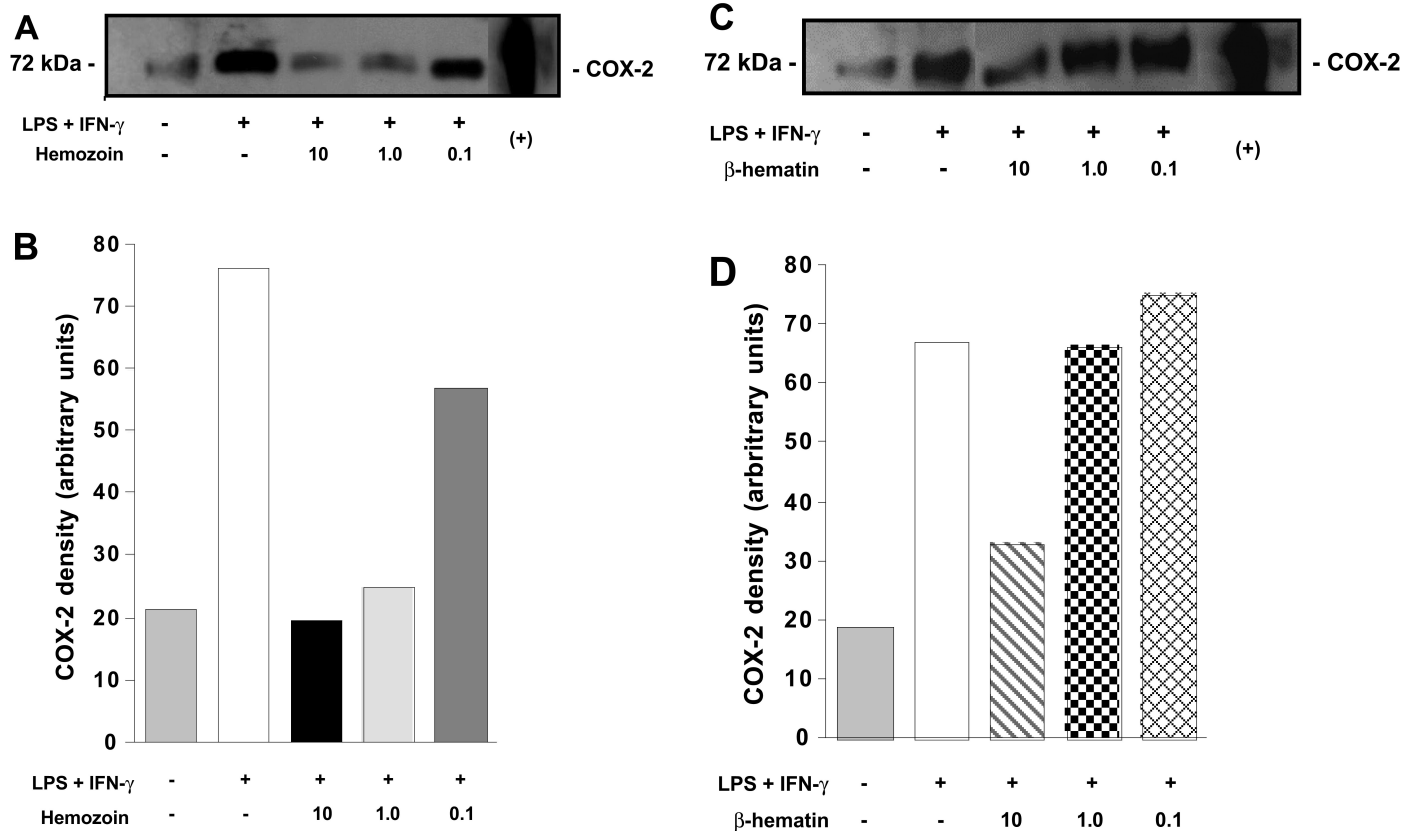 A
72 kDa -
- COX-2
LPS + IFN-γ - + + + +
Hemozoin - - 10 1.0 0.1
(+)
B
COX-2 density (arbitrary units)
80
70
60
50
40
30
20
10
0
LPS + IFN-γ - + + + +
Hemozoin - - 10 1.0 0.1
C
72 kDa -
- COX-2
LPS + IFN-γ - + + + +
β-hematin - - 10 1.0 0.1
(+)
D
COX-2 density (arbritrary units)
80
70
60
50
40
30
20
10
0
LPS + IFN-γ - + + + +
β-hematin - - 10 1.0 0.1